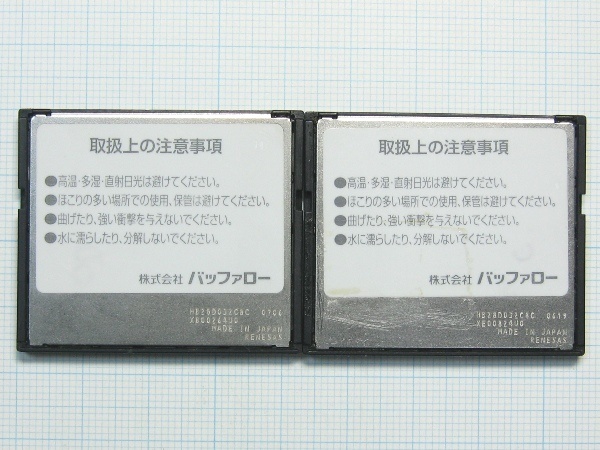 取扱上の注意事項
●高温・多湿・直射日光は避けてください。
●ほこりの多い場所での使用、保管は避けてください。
●曲げたり、強い衝撃を与えないでください。
●水に濡らしたり、分解しないでください。
株式会社 バッファロー
HB28D032C8C 0706
MADE IN JAPAN
RENESAS
取扱上の注意事項
●高温・多湿・直射日光は避けてください。
●ほこりの多い場所での使用、保管は避けてください。
●曲げたり、強い衝撃を与えないでください。
●水に濡らしたり、分解しないでください。
株式会社 バッファロー
HB28D032C8C 0619
MADE IN JAPAN
RENESAS